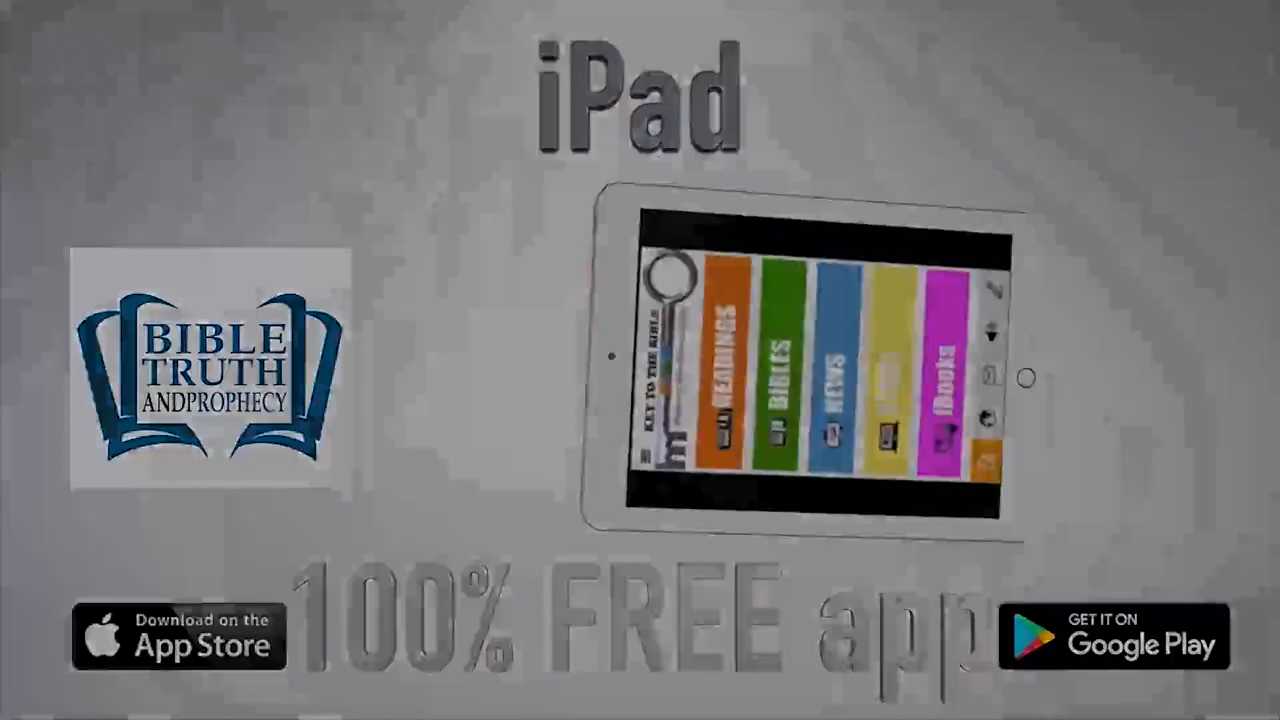 iPad
BIBLE
TRUTH
ANDPROPHECY
KEY TO THE BIBLE
READINGS
BIBLES
NEWS
iBooks
100% FREE app
Download on the
App Store
GET IT ON
Google Play